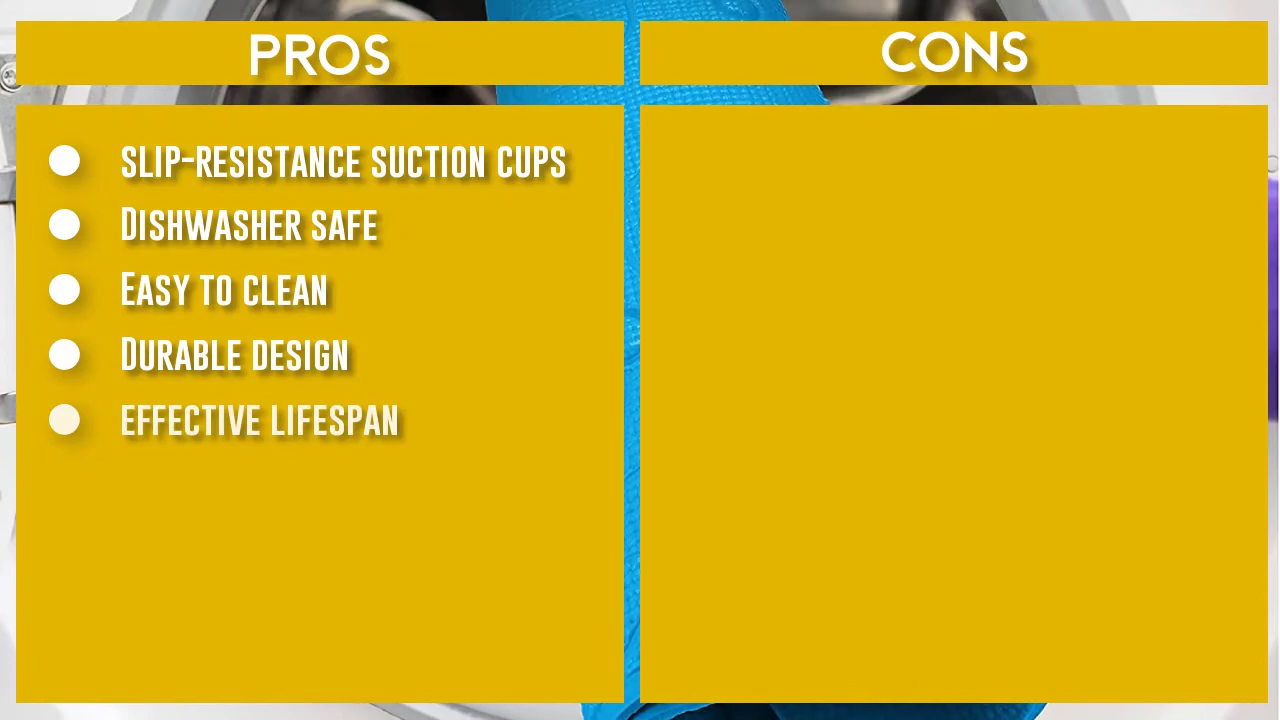 PROS
CONS
SLIP-RESISTANCE SUCTION CUPS
DISHWASHER SAFE
EASY TO CLEAN
DURABLE DESIGN
EFFECTIVE LIFESPAN